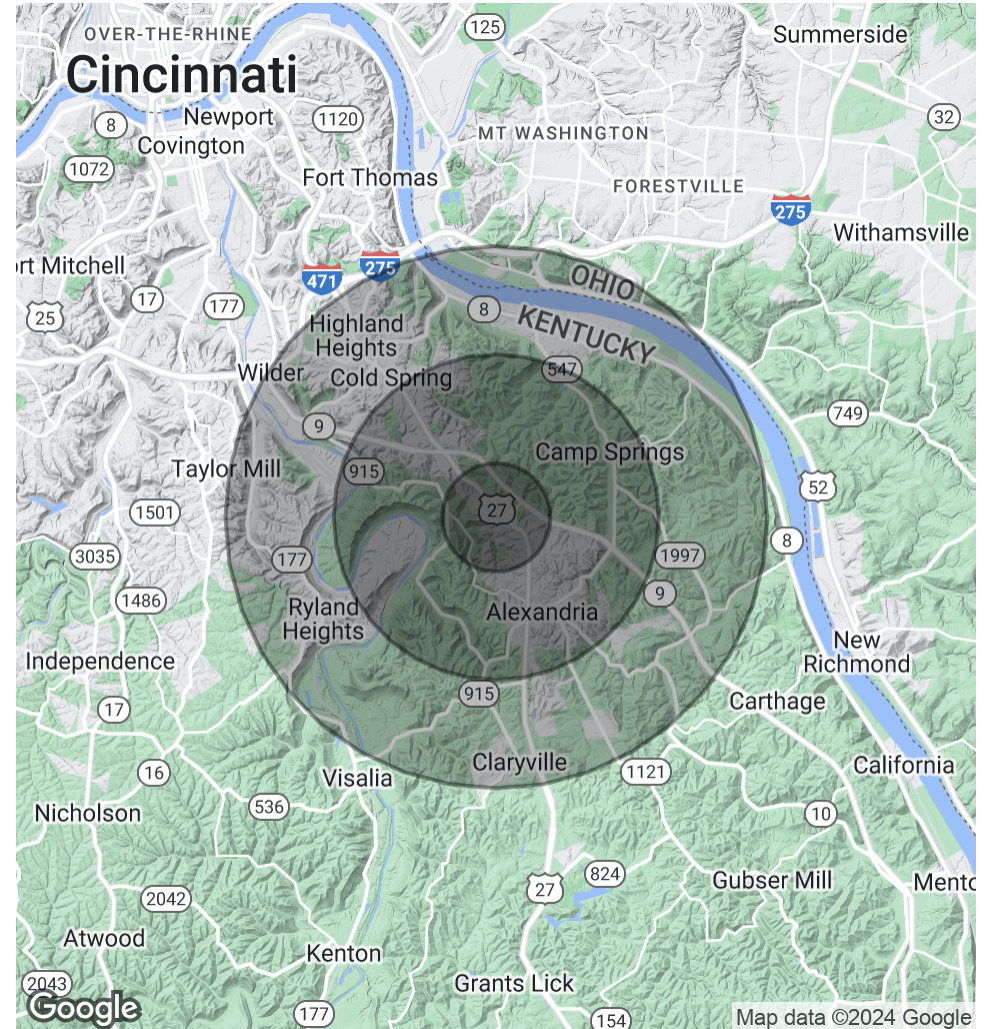 125
OVER-THE-RHINE
Summerside
Cincinnati
32
Newport
1120
8
MT WASHINGTON
Covington
1072
Fort Thomas
FORESTVILLE
275
Withamsville
ort Mitchell
275
471
OHIO
17
177
8
25
KENTUCKY
Highland
Heights
Wilder
Cold Spring
547
749
9
Camp Springs
Taylor Mill
915
52
27
1501
8
3035
177
1997
1486
9
Ryland
Heights
Alexandria
New
Richmond
Independence
915
Carthage
17
Claryville
California
16
Visalia
1121
536
10
Nicholson
824
Gubser Mill
Mento
27
2042
Atwood
Kenton
Grants Lick
2043
Google
177
154
Map data ©2024 Google